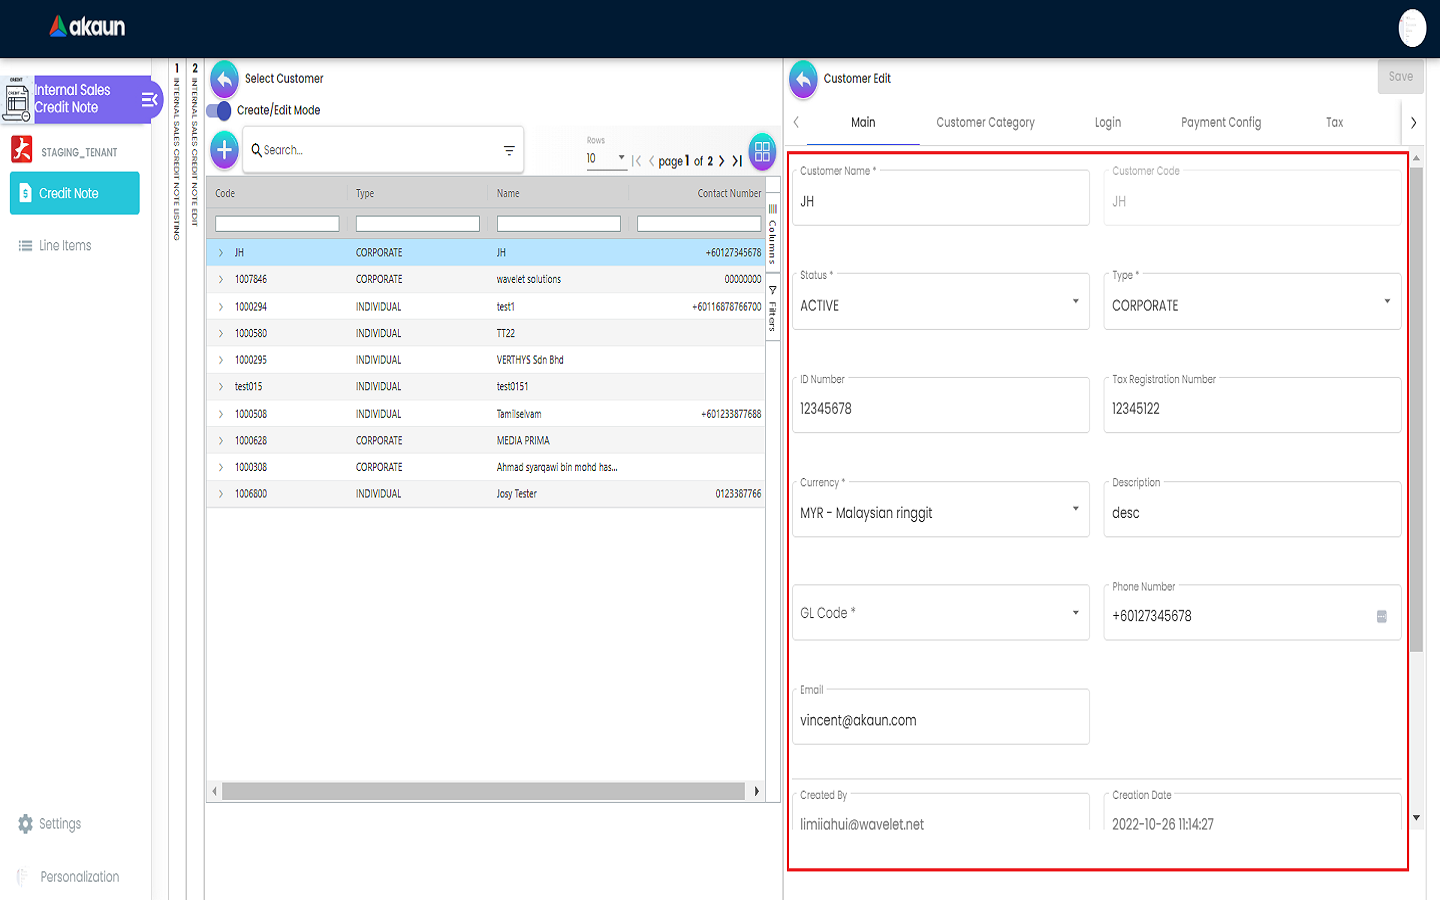 akaun
CREDIT
Internal Sales
Credit Note
STAGING_TENANT
Credit Note
Line Items
Settings
Personalization
1 INTERNAL SALES CREDIT NOTE LISTING
2 INTERNAL SALES CREDIT NOTE EDIT
Select Customer
Create/Edit Mode
Search...
Rows
10
page 1 of 2
Code Type Name Contact Number
JH CORPORATE JH +60127345678
1007846 CORPORATE wavelet solutions 00000000
1000294 INDIVIDUAL test1 +60116878766700
1000580 INDIVIDUAL TT22
1000295 INDIVIDUAL VERTHYS Sdn Bhd
test015 INDIVIDUAL test0151
1000508 INDIVIDUAL Tamilselvam +601233877688
1000628 CORPORATE MEDIA PRIMA
1000308 CORPORATE Ahmad syarqawi bin mohd has...
1006800 INDIVIDUAL Josy Tester 0123387766
Columns
Filters
Customer Edit
Save
Main Customer Category Login Payment Config Tax
Customer Name *
JH
Customer Code
JH
Status *
ACTIVE
Type *
CORPORATE
ID Number
12345678
Tax Registration Number
12345122
Currency *
MYR - Malaysian ringgit
Description
desc
GL Code *
Phone Number
+60127345678
Email
vincent@akaun.com
Created By
limjiahui@wavelet.net
Creation Date
2022-10-26 11:14:27